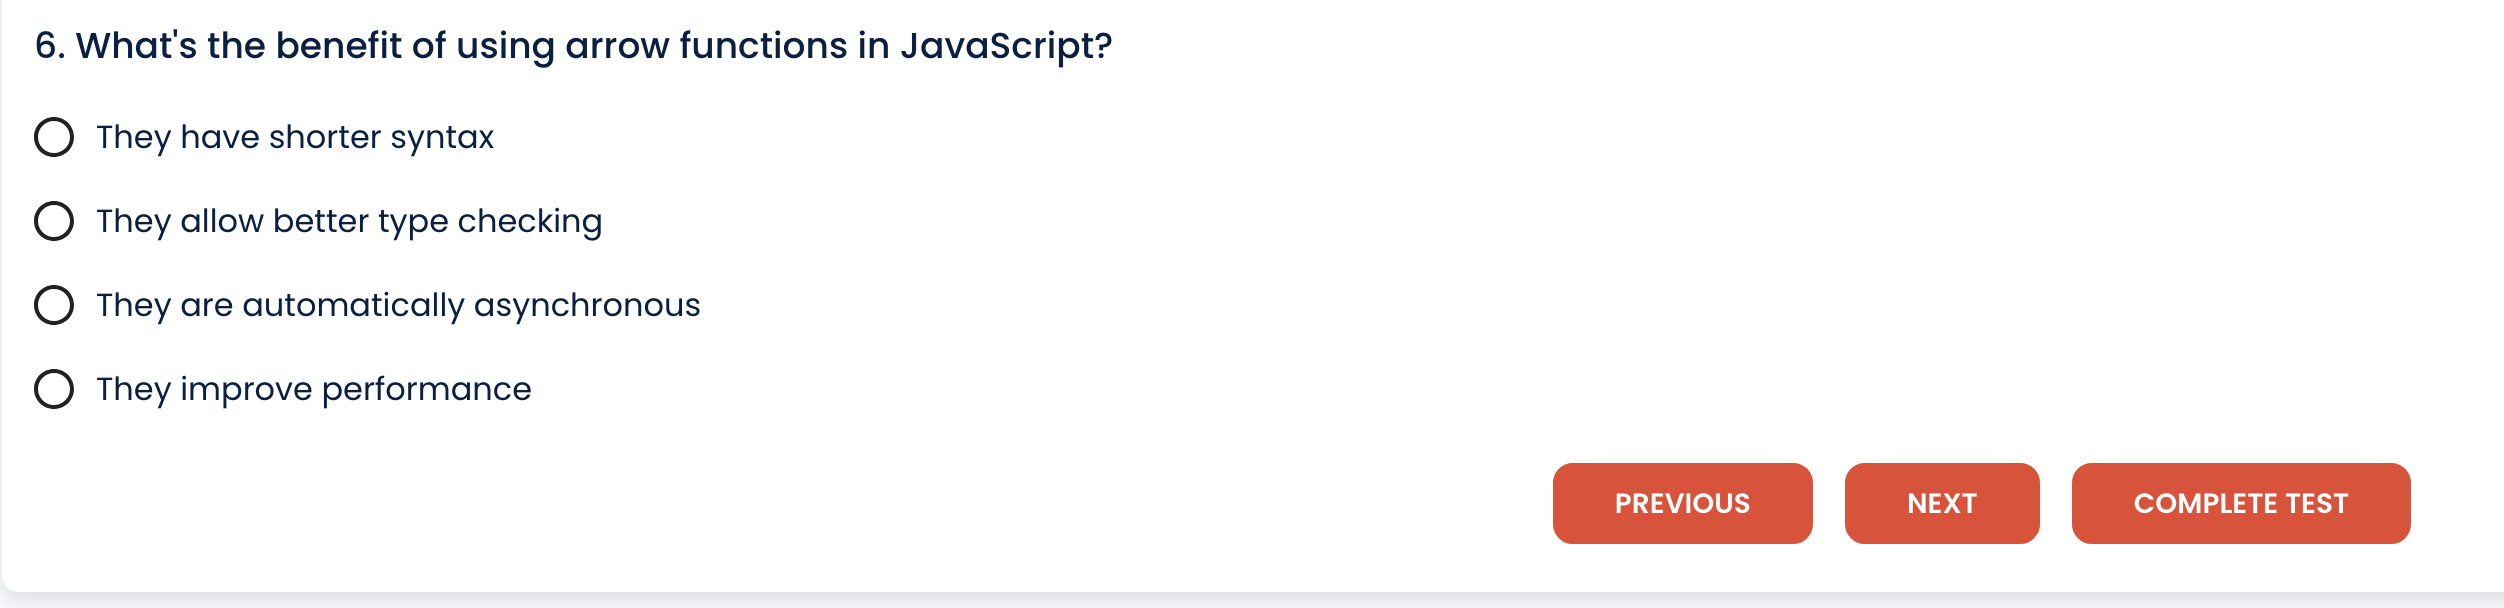 6. What's the benefit of using arrow functions in JavaScript?
They have shorter syntax
They allow better type checking
They are automatically asynchronous
They improve performance
PREVIOUS NEXT COMPLETE TEST